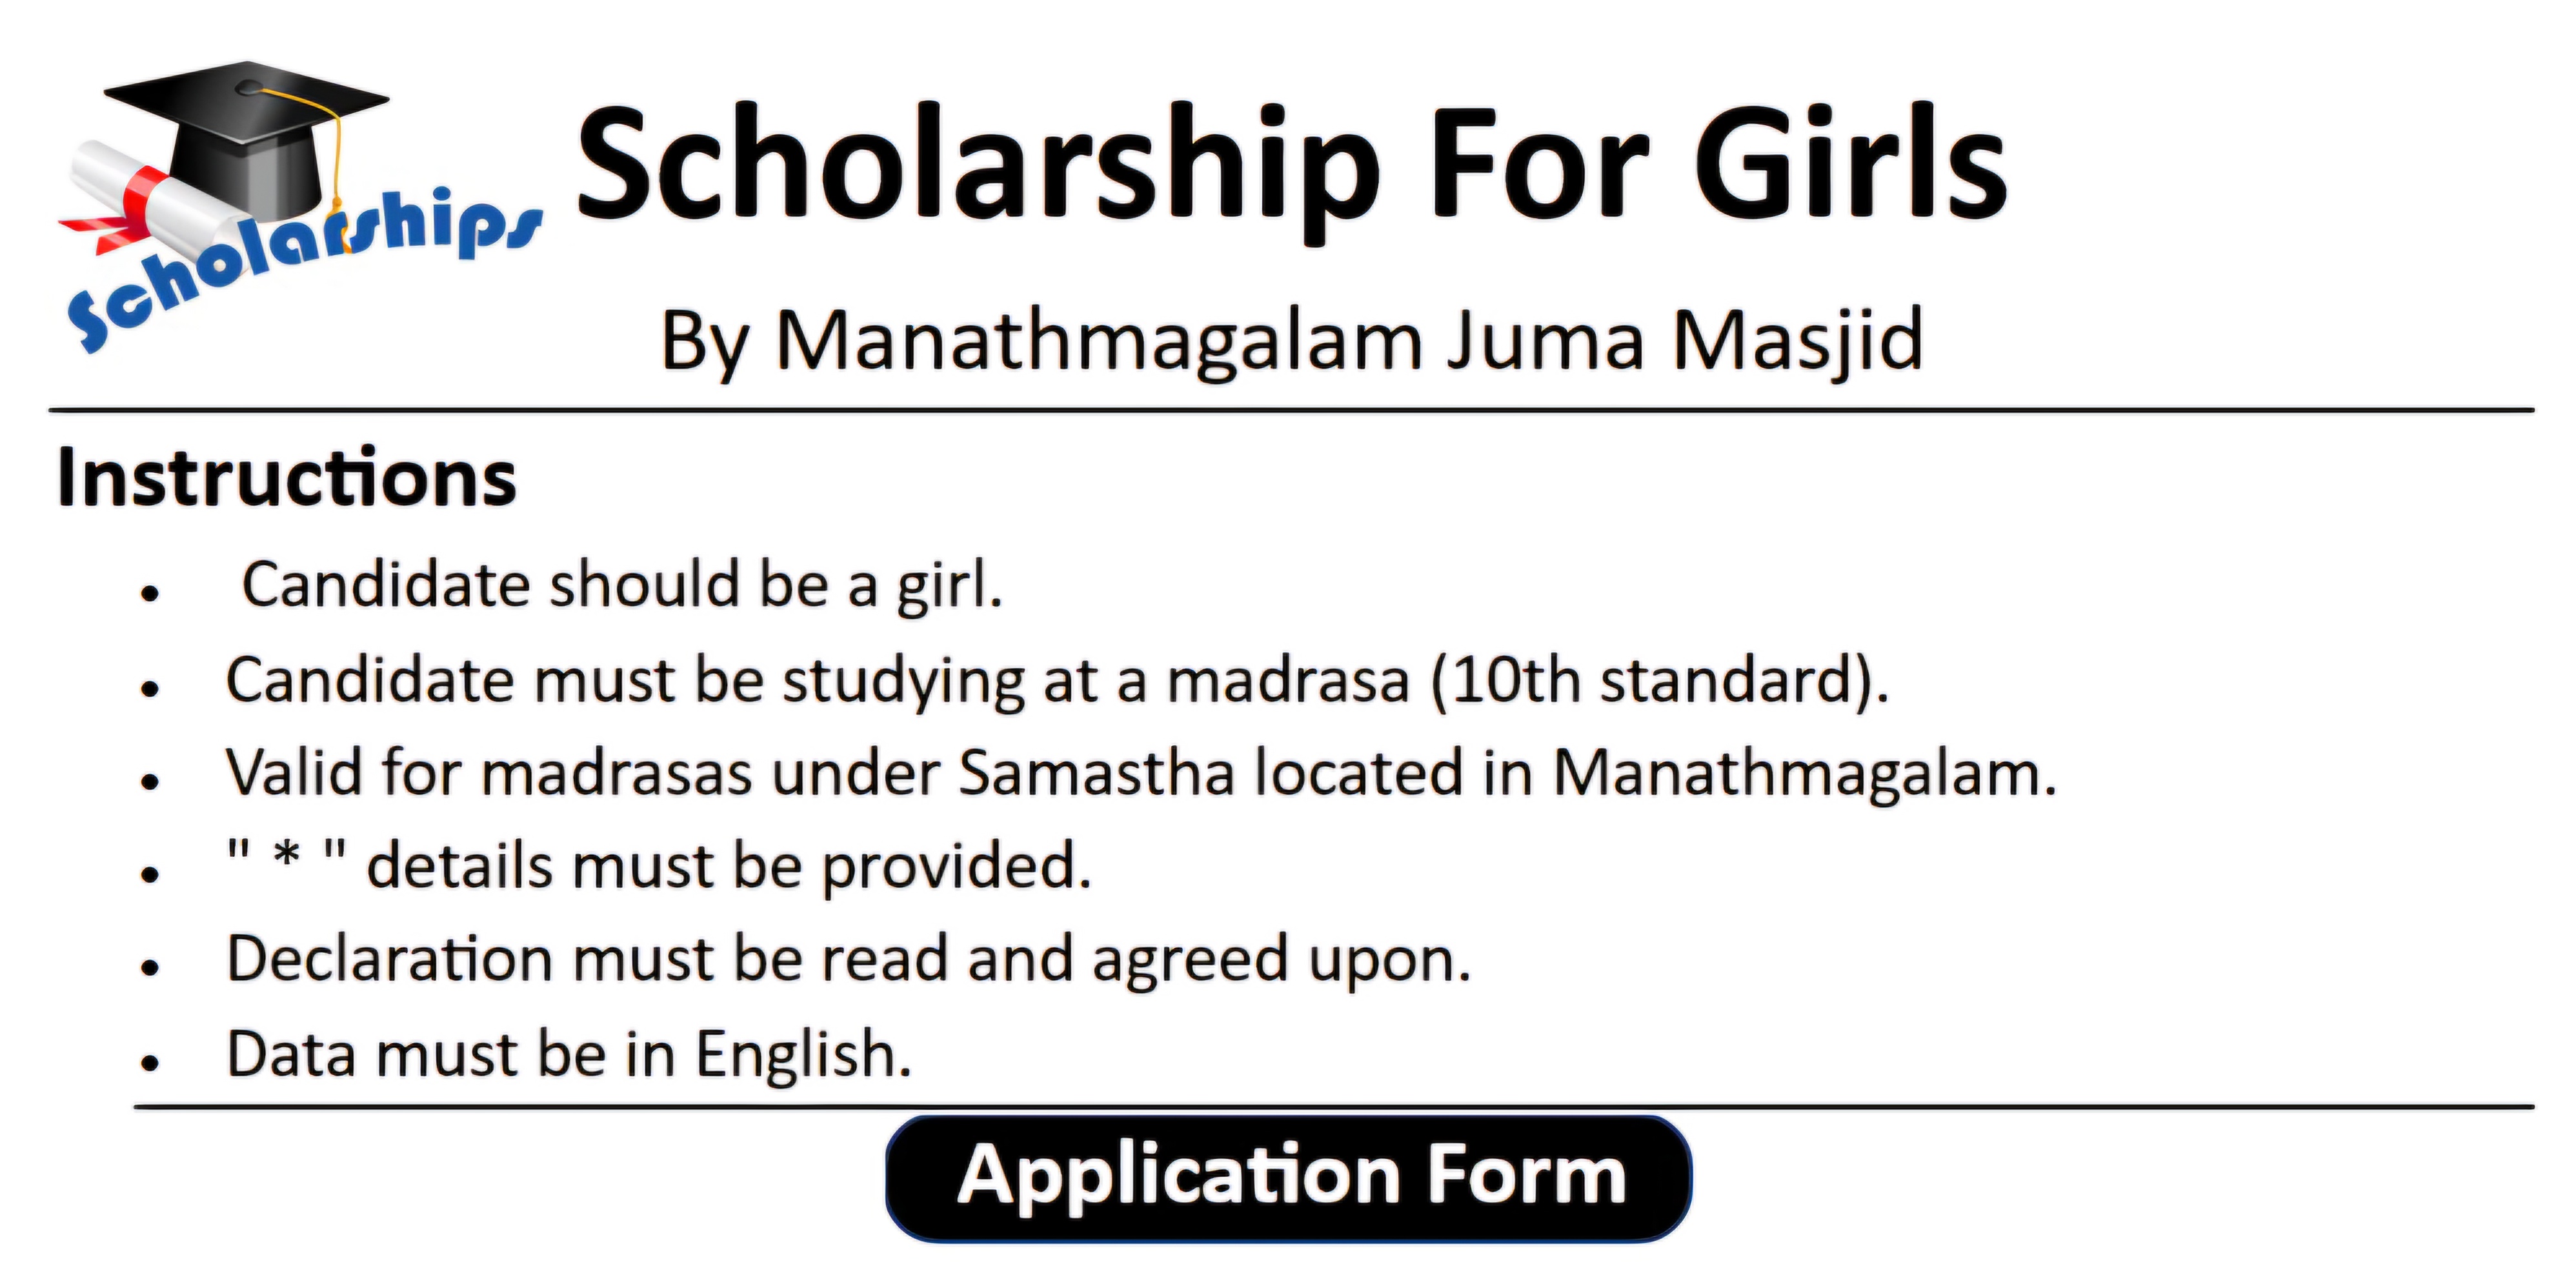 Scholarships
Scholarship For Girls
By Manathmagalam Juma Masjid
Instructions
• Candidate should be a girl.
• Candidate must be studying at a madrasa (10th standard).
• Valid for madrasas under Samastha located in Manathmagalam.
• " * " details must be provided.
• Declaration must be read and agreed upon.
• Data must be in English.
Application Form